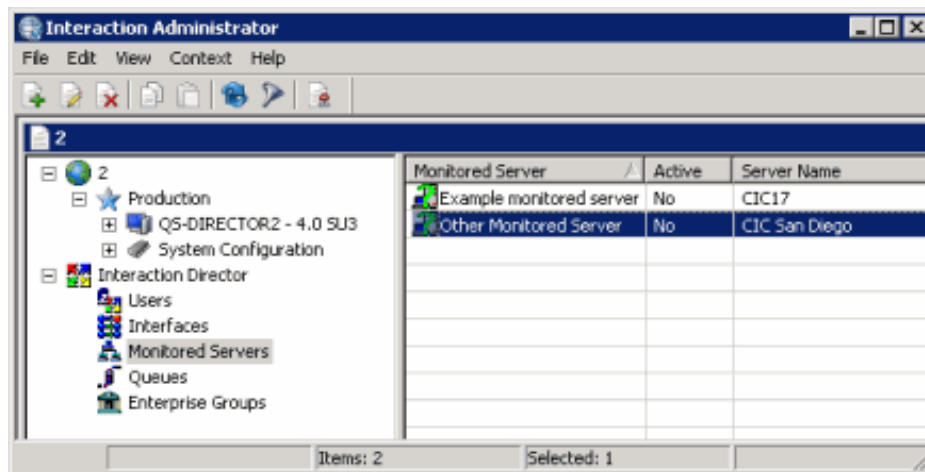 Interaction Administrator
File Edit View Context Help
2
2
Production
QS-DIRECTOR2 - 4.0 SU3
System Configuration
Interaction Director
Users
Interfaces
Monitored Servers
Queues
Enterprise Groups
Monitored Server Active Server Name
Example monitored server No CIC17
Other Monitored Server No CIC San Diego
Items: 2 Selected: 1